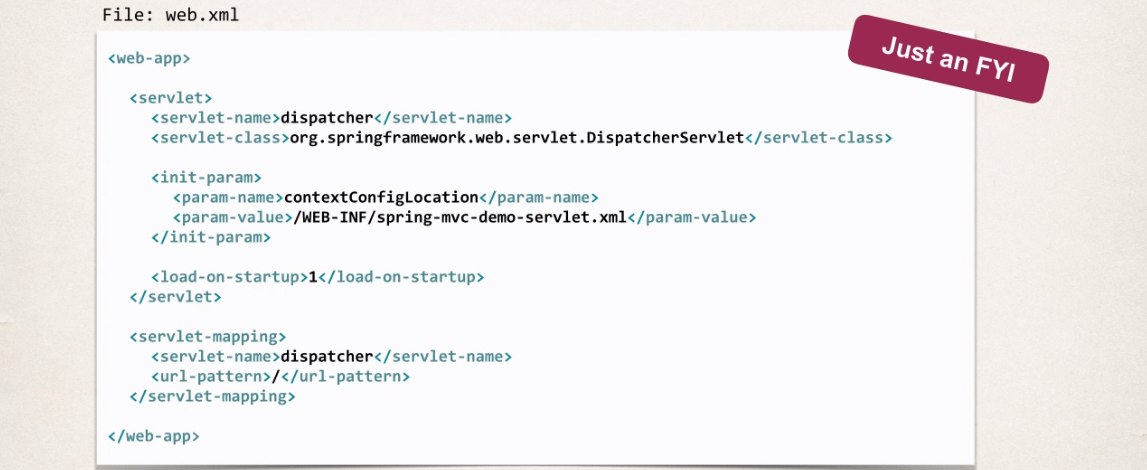 File: web.xml
Just an FYI
<web-app>
<servlet>
<servlet-name>dispatcher</servlet-name>
<servlet-class>org.springframework.web.servlet.DispatcherServlet</servlet-class>
<init-param>
<param-name>contextConfigLocation</param-name>
<param-value>/WEB-INF/spring-mvc-demo-servlet.xml</param-value>
</init-param>
<load-on-startup>1</load-on-startup>
</servlet>
<servlet-mapping>
<servlet-name>dispatcher</servlet-name>
<url-pattern>/</url-pattern>
</servlet-mapping>
</web-app>